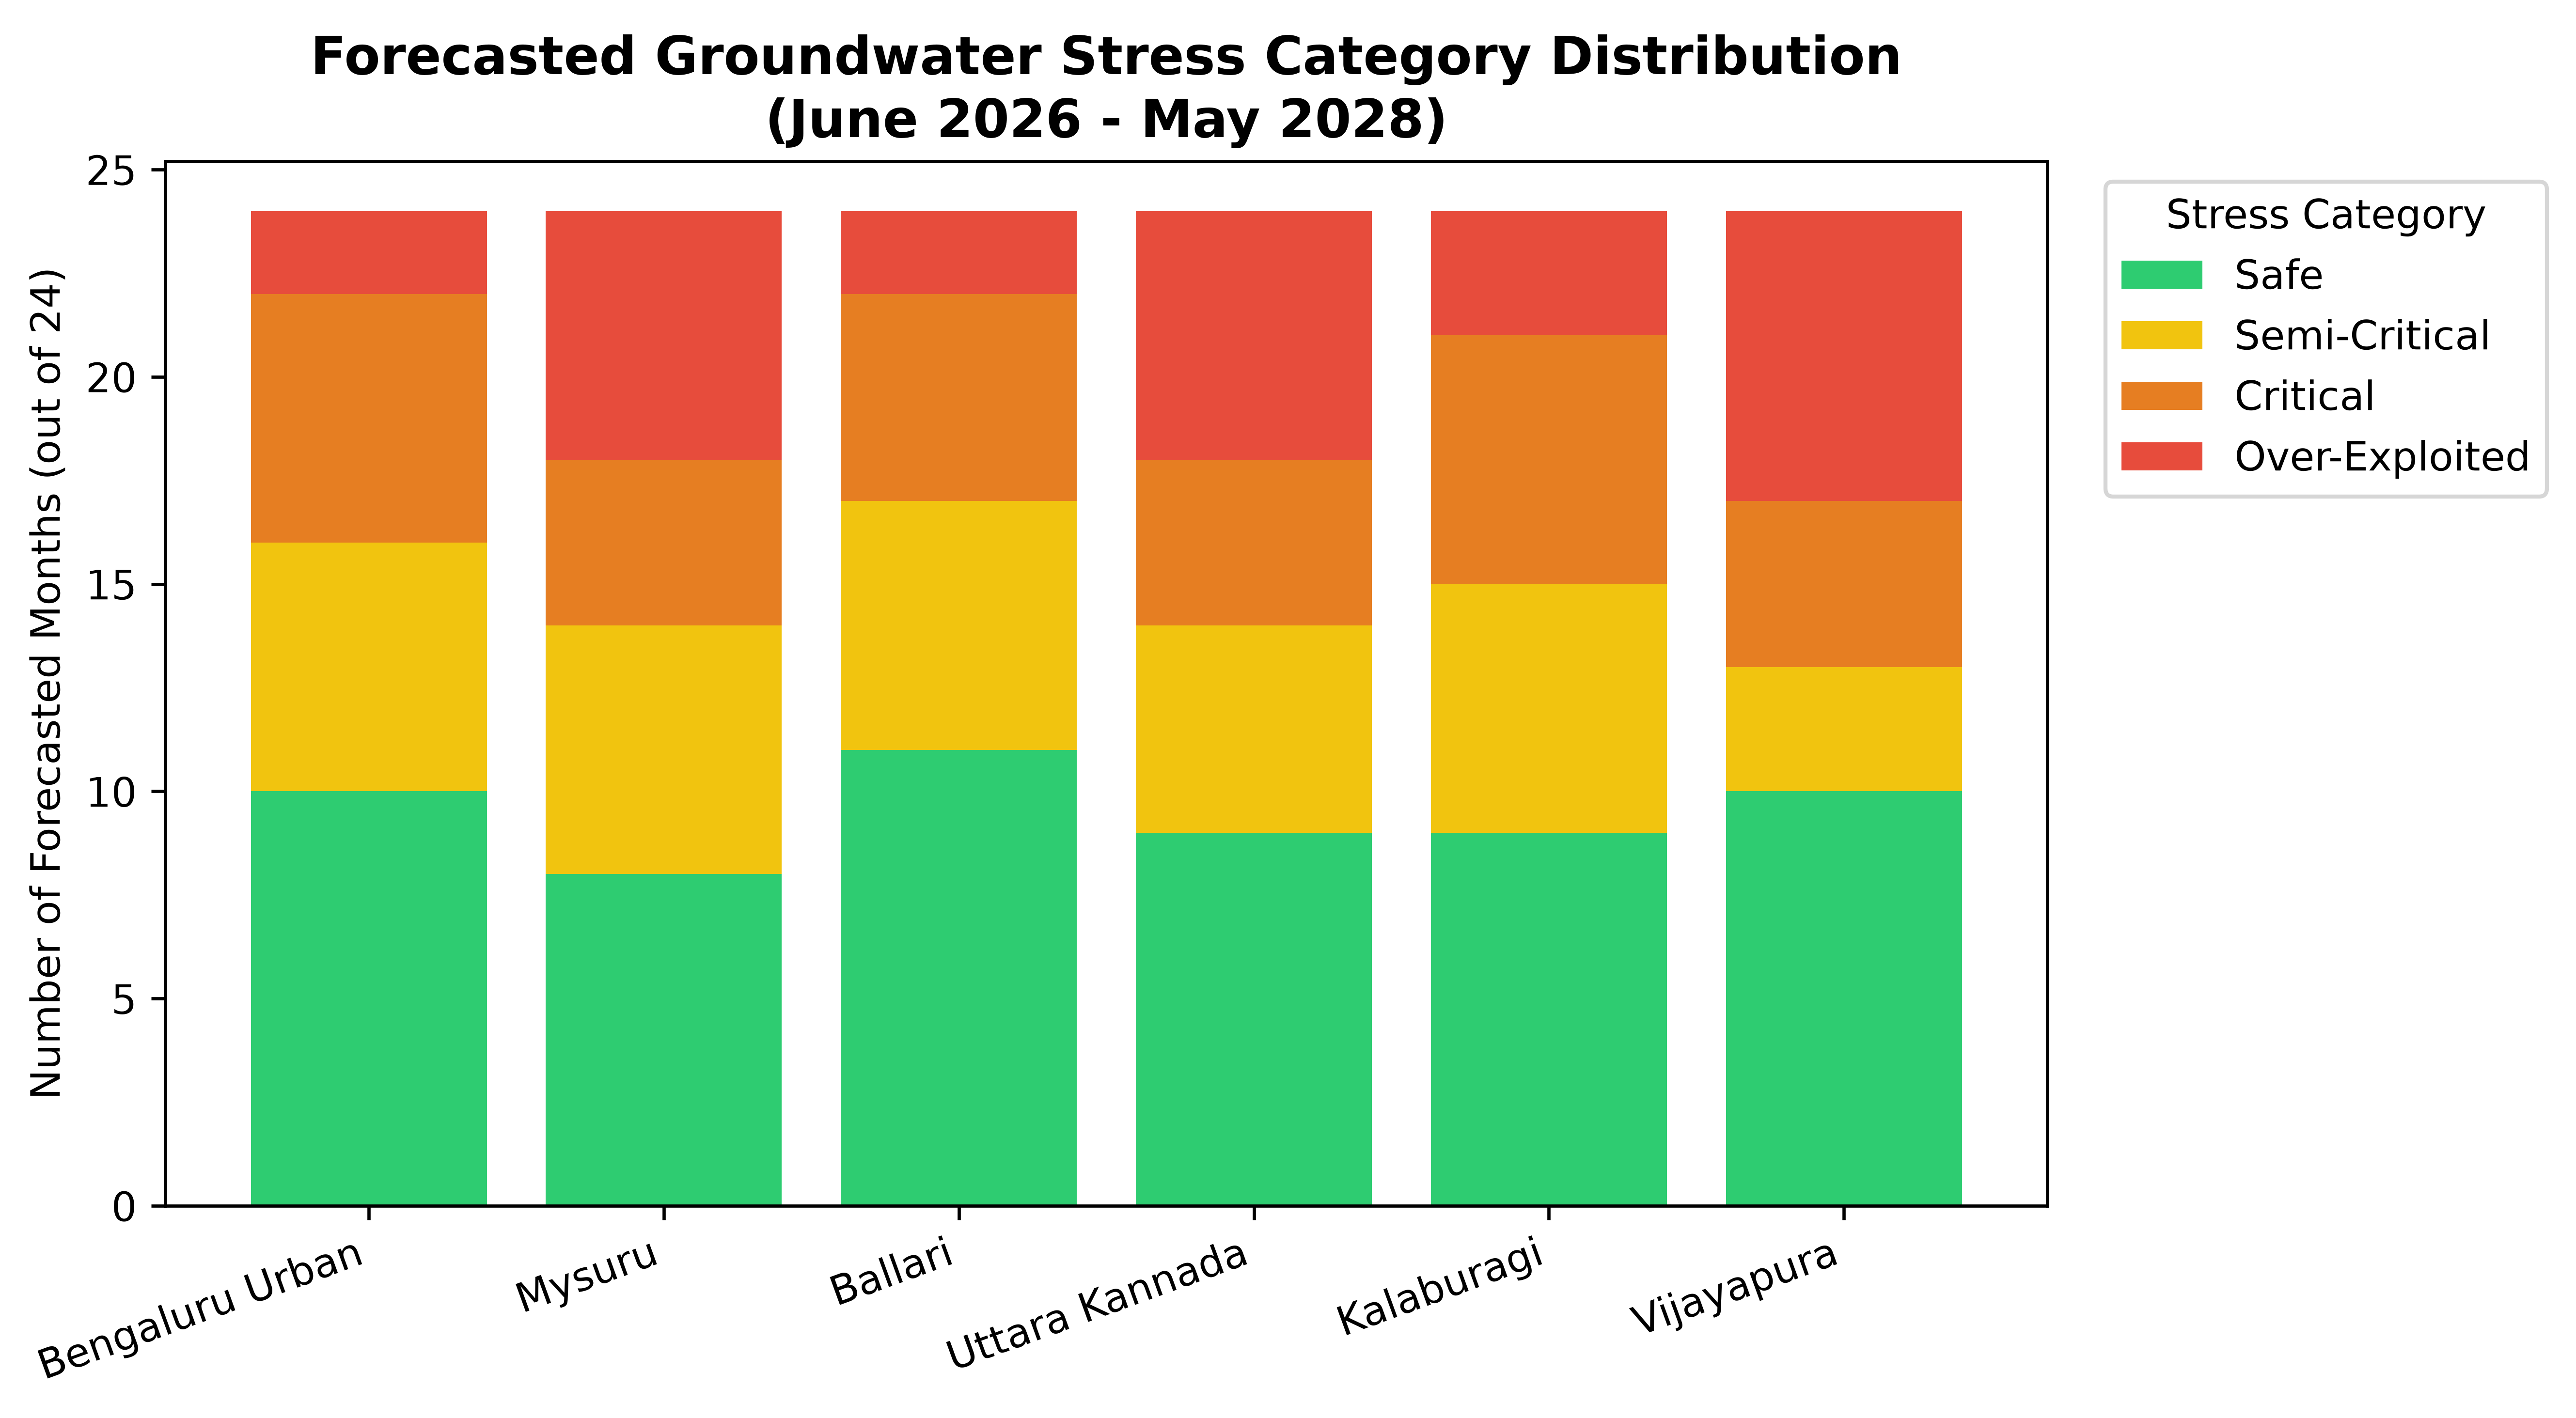 Forecasted Groundwater Stress Category Distribution
(June 2026 - May 2028)
Number of Forecasted Months (out of 24)
25
20
15
10
5
0
Bengaluru Urban
Mysuru
Ballari
Uttara Kannada
Kalaburagi
Vijayapura
Stress Category
Safe
Semi-Critical
Critical
Over-Exploited